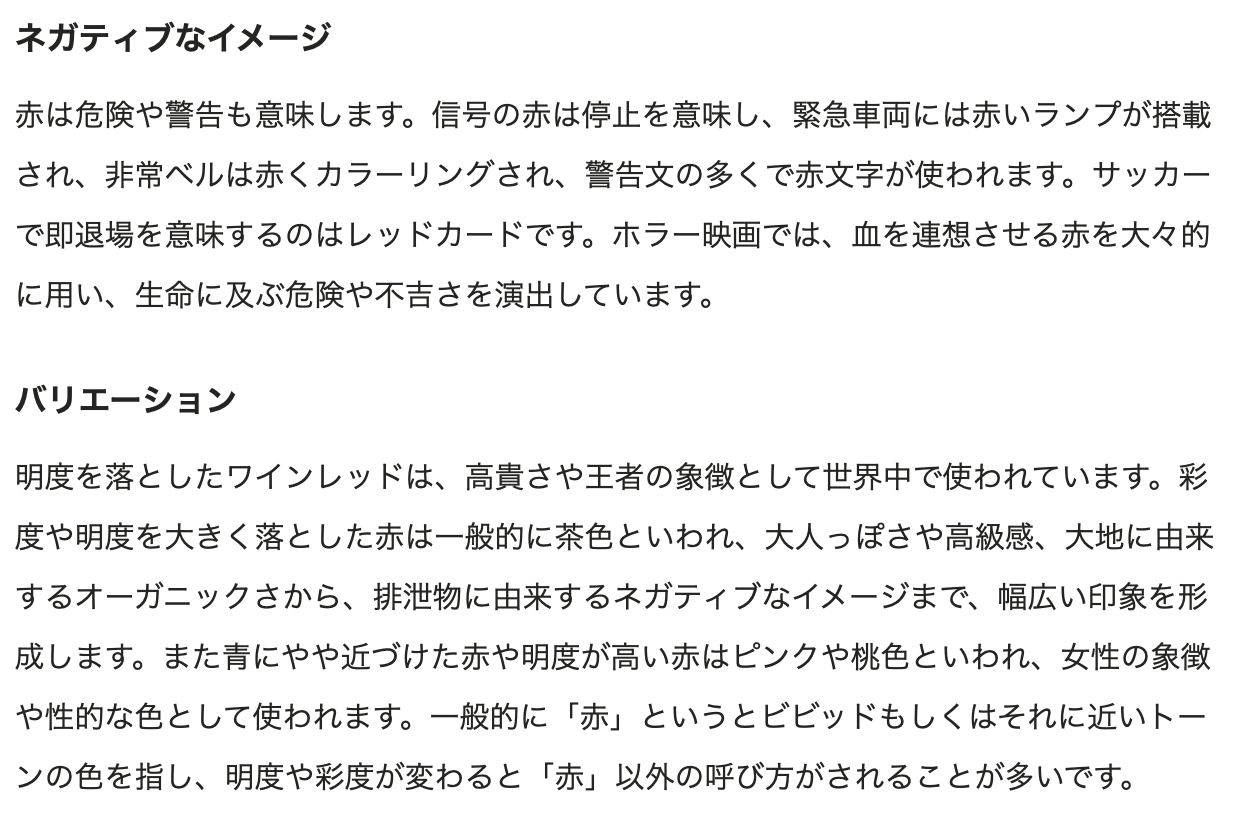 ネガティブなイメージ
赤は危険や警告も意味します。信号の赤は停止を意味し、緊急車両には赤いランプが搭載
され、非常ベルは赤くカラーリングされ、警告文の多くで赤文字が使われます。サッカー
で即退場を意味するのはレッドカードです。ホラー映画では、血を連想させる赤を大々的
に用い、生命に及ぶ危険や不吉さを演出しています。
バリエーション
明度を落としたワインレッドは、高貴さや王者の象徴として世界中で使われています。彩
度や明度を大きく落とした赤は一般的に茶色といわれ、大人っぽさや高級感、大地に由来
するオーガニックさから、排泄物に由来するネガティブなイメージまで、幅広い印象を形
成します。また青にやや近づけた赤や明度が高い赤はピンクや桃色といわれ、女性の象徴
や性的な色として使われます。一般的に「赤」というとビビッドもしくはそれに近いトー
ンの色を指し、明度や彩度が変わると「赤」以外の呼び方がされることが多いです。